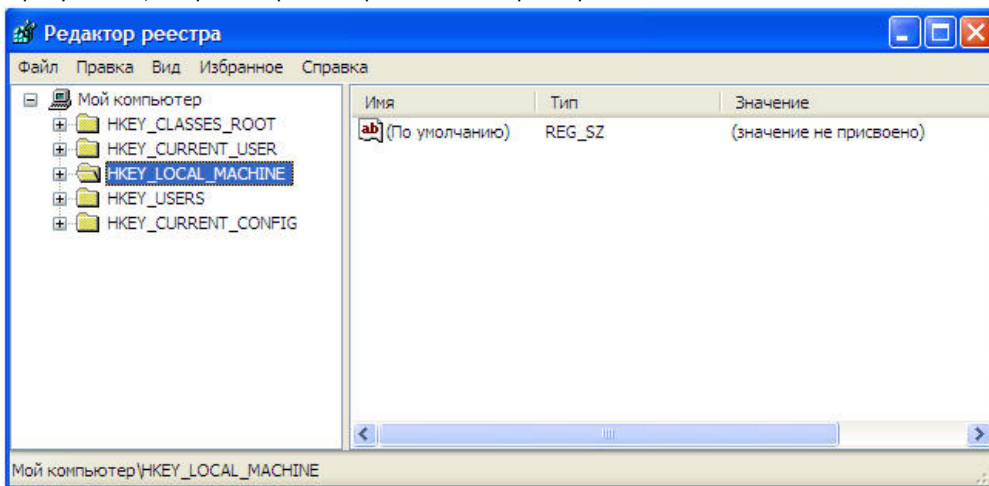 Редактор реестра
Файл Правка Вид Избранное Справка
Мой компьютер
HKEY_CLASSES_ROOT
HKEY_CURRENT_USER
HKEY_LOCAL_MACHINE
HKEY_USERS
HKEY_CURRENT_CONFIG
Имя Тип Значение
ab (По умолчанию) REG_SZ (значение не присвоено)
Мой компьютер\HKEY_LOCAL_MACHINE